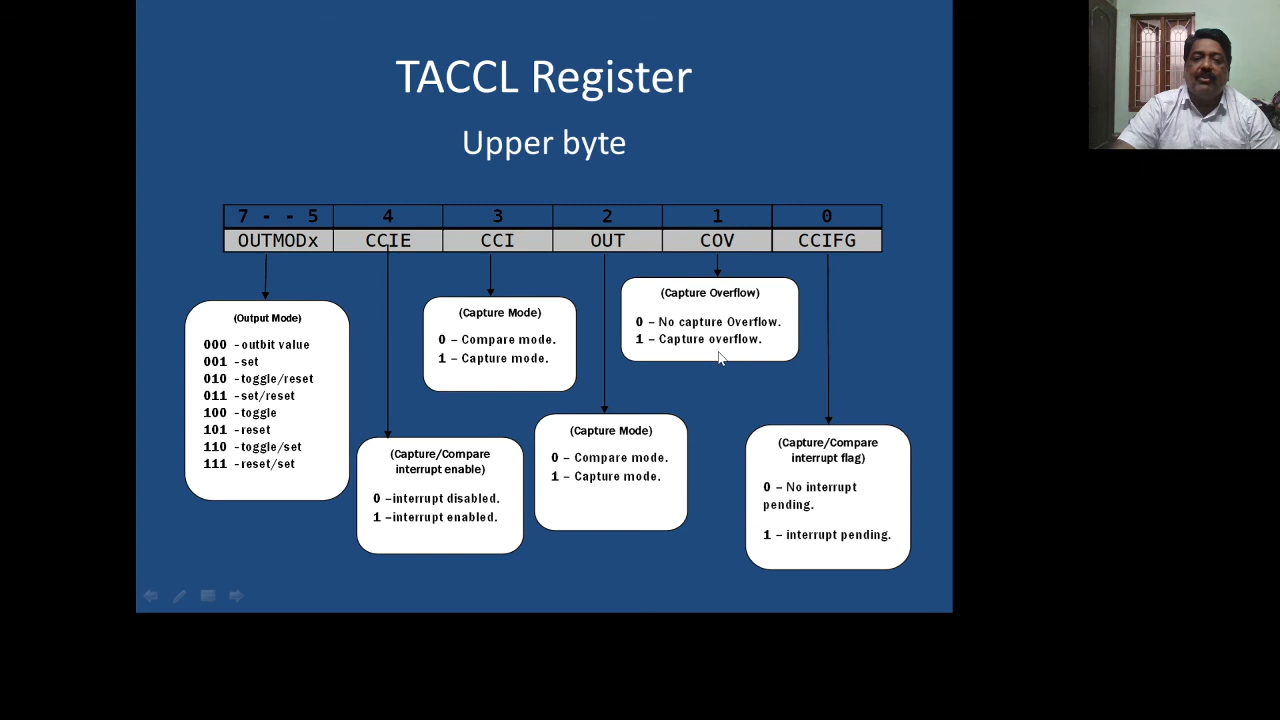 TACCL Register
Upper byte
7 - - 5 4 3 2 1 0
OUTMODx CCIE CCI OUT COV CCIFG
(Output Mode)
000 -outbit value
001 -set
010 -toggle/reset
011 -set/reset
100 -toggle
101 -reset
110 -toggle/set
111 -reset/set
(Capture/Compare
interrupt enable)
0 –interrupt disabled.
1 –interrupt enabled.
(Capture Mode)
0 – Compare mode.
1 – Capture mode.
(Capture Mode)
0 – Compare mode.
1 – Capture mode.
(Capture Overflow)
0 – No capture Overflow.
1 – Capture overflow.
(Capture/Compare
interrupt flag)
0 – No interrupt
pending.
1 – interrupt pending.